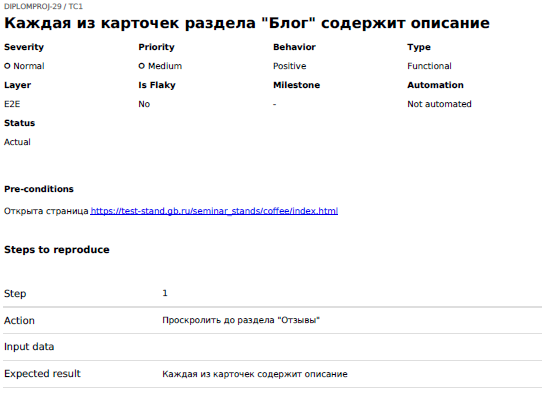 DIPLOMPROJ-29 / TC1
Каждая из карточек раздела "Блог" содержит описание
Severity Priority Behavior Type
Normal Medium Positive Functional
Layer Is Flaky Milestone Automation
E2E No - Not automated
Status
Actual
Pre-conditions
Открыта страница https://test-stand.gb.ru/seminar_stands/coffee/index.html
Steps to reproduce
Step 1
Action Проскролить до раздела "Отзывы"
Input data
Expected result Каждая из карточек содержит описание